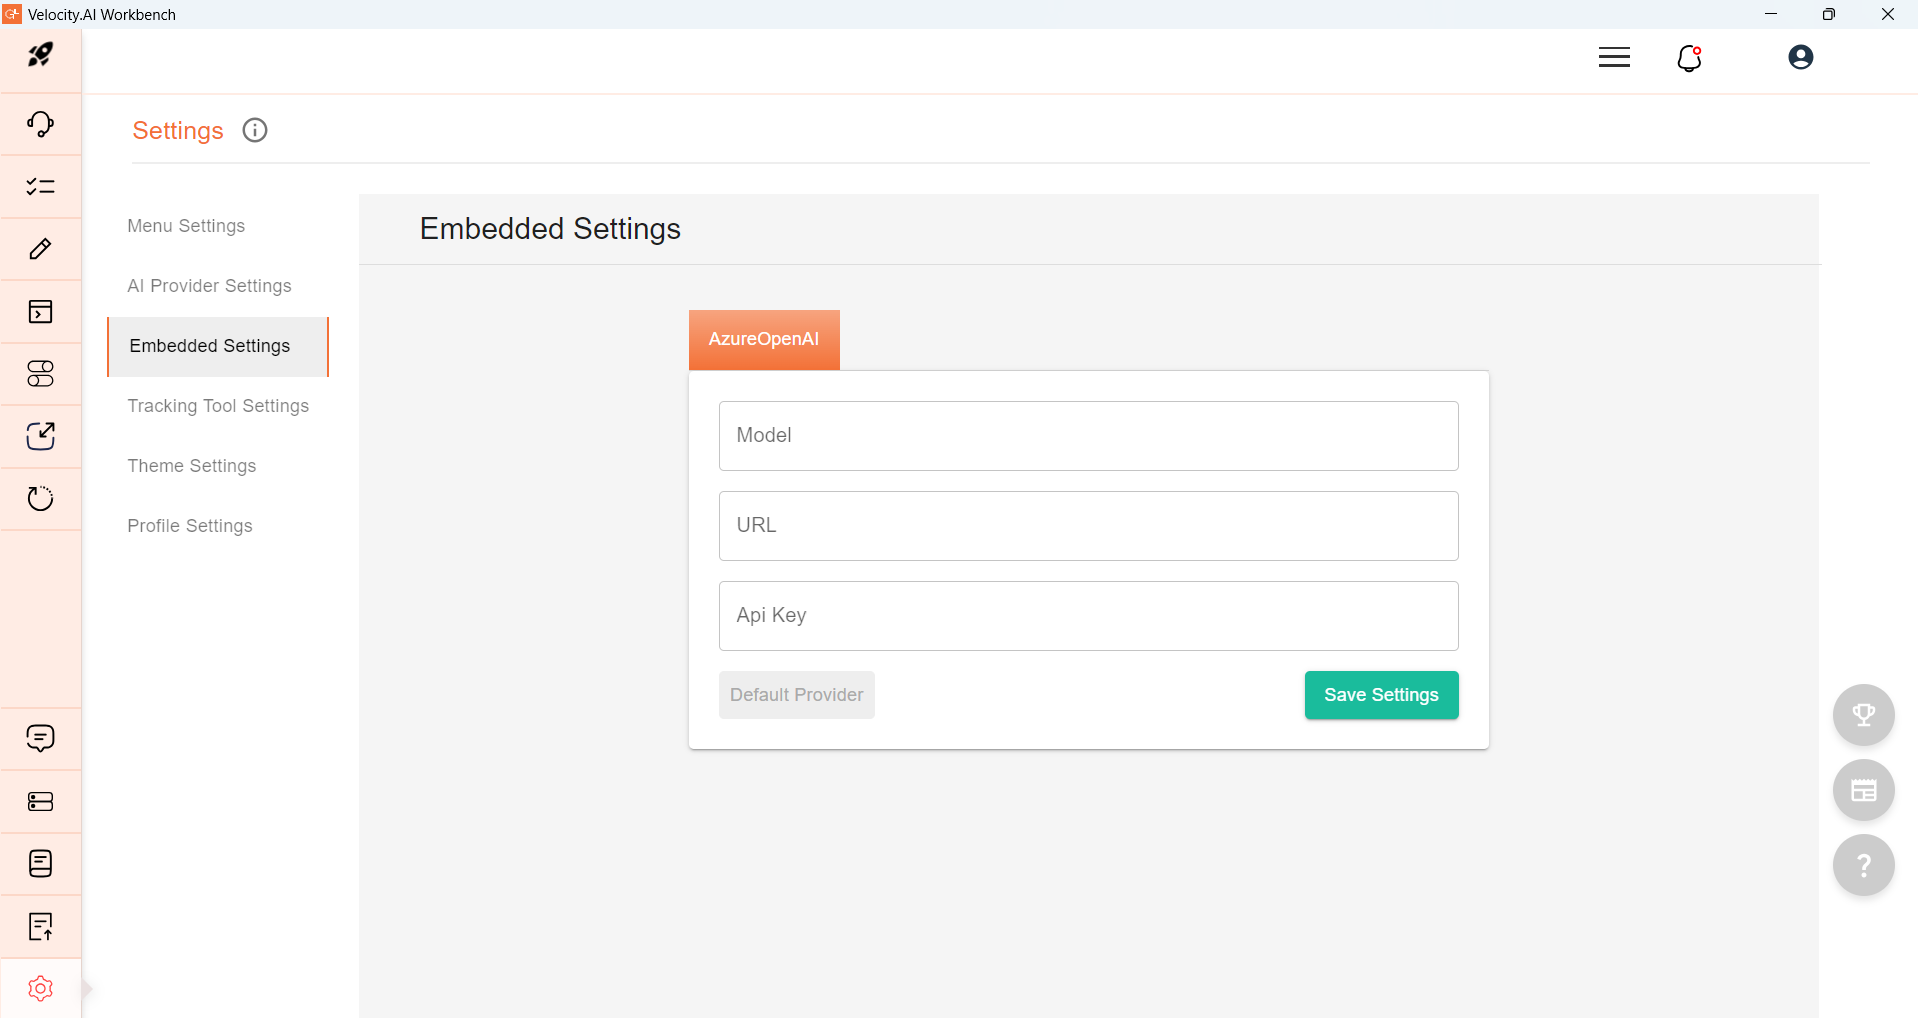 Velocity.AI Workbench
Settings
Menu Settings
AI Provider Settings
Embedded Settings
Tracking Tool Settings
Theme Settings
Profile Settings
Embedded Settings
AzureOpenAI
Model
URL
Api Key
Default Provider
Save Settings